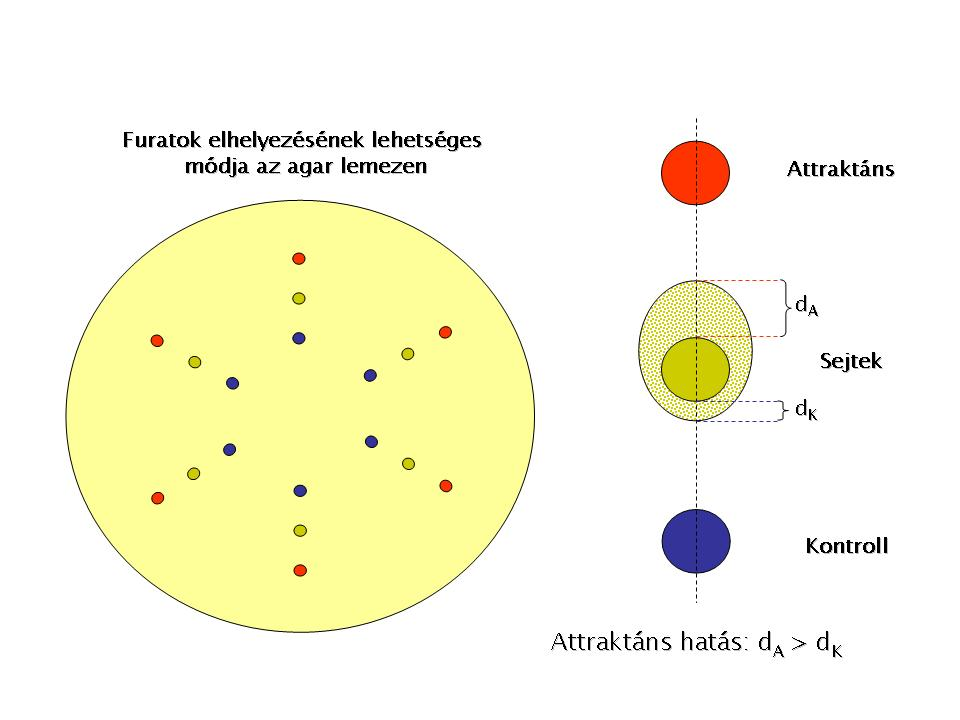 Furatok elhelyezésének lehetséges
módja az agar lemezen
Attraktáns
dA
Sejtek
dK
Kontroll
Attraktáns hatás: dA > dK